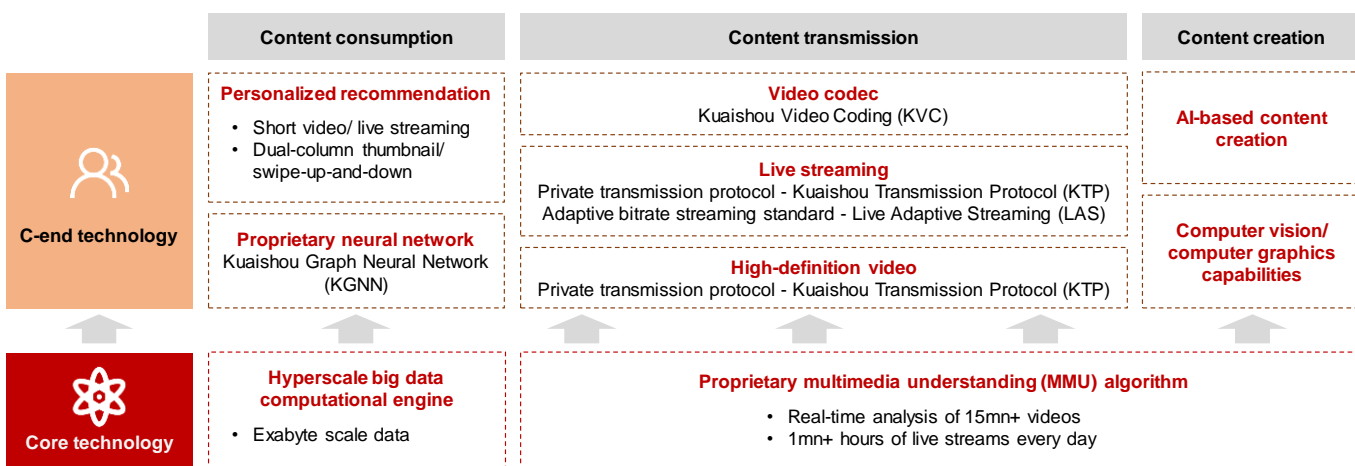 Content consumption
Content transmission
Content creation
C-end technology
Personalized recommendation
• Short video/ live streaming
• Dual-column thumbnail/
swipe-up-and-down
Proprietary neural network
Kuaishou Graph Neural Network
(KGNN)
Video codec
Kuaishou Video Coding (KVC)
Live streaming
Private transmission protocol - Kuaishou Transmission Protocol (KTP)
Adaptive bitrate streaming standard - Live Adaptive Streaming (LAS)
High-definition video
Private transmission protocol - Kuaishou Transmission Protocol (KTP)
AI-based content
creation
Computer vision/
computer graphics
capabilities
Core technology
Hyperscale big data
computational engine
• Exabyte scale data
Proprietary multimedia understanding (MMU) algorithm
• Real-time analysis of 15mn+ videos
• 1mn+ hours of live streams every day